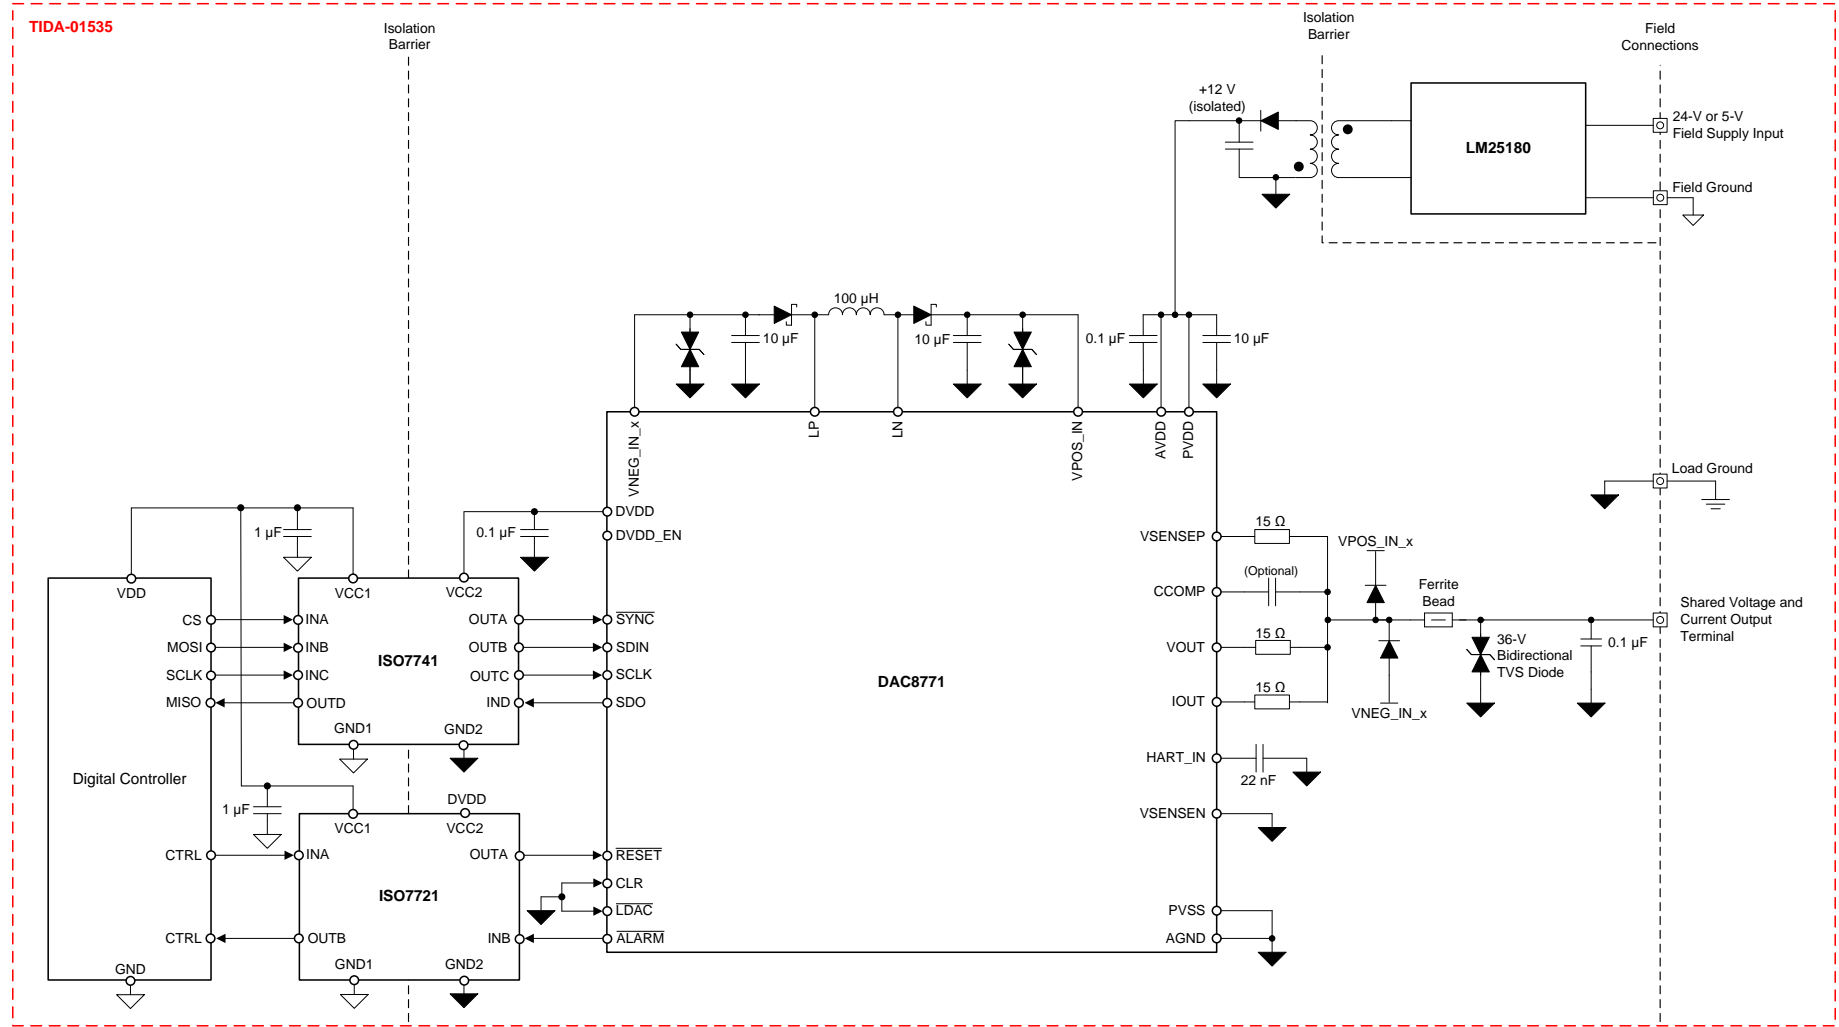 TIDA-01535
Isolation
Barrier
Isolation
Barrier
Field
Connections
+12 V
(isolated)
LM25180
24-V or 5-V
Field Supply Input
Field Ground
100 µH
10 µF
10 µF
0.1 µF
10 µF
VNEG_IN_x
LP
LN
VPOS_IN
AVDD
PVDD
Load Ground
1 µF
0.1 µF
DVDD
DVDD_EN
VDD
VCC1
VCC2
CS
MOSI
SCLK
MISO
INA
INB
INC
OUTD
ISO7741
OUTA
OUTB
OUTC
IND
GND1
GND2
SYNC
SDIN
SCLK
SDO
DAC8771
VSENSEP
CCOMP
VOUT
IOUT
HART_IN
VSENSEN
PVSS
AGND
15 Ω
(Optional)
15 Ω
15 Ω
22 nF
VPOS_IN_x
VNEG_IN_x
Ferrite
Bead
36-V
Bidirectional
TVS Diode
0.1 µF
Shared Voltage and
Current Output
Terminal
Digital Controller
1 µF
DVDD
VCC1
VCC2
CTRL
CTRL
GND
INA
OUTB
ISO7721
OUTA
INB
GND1
GND2
RESET
CLR
LDAC
ALARM